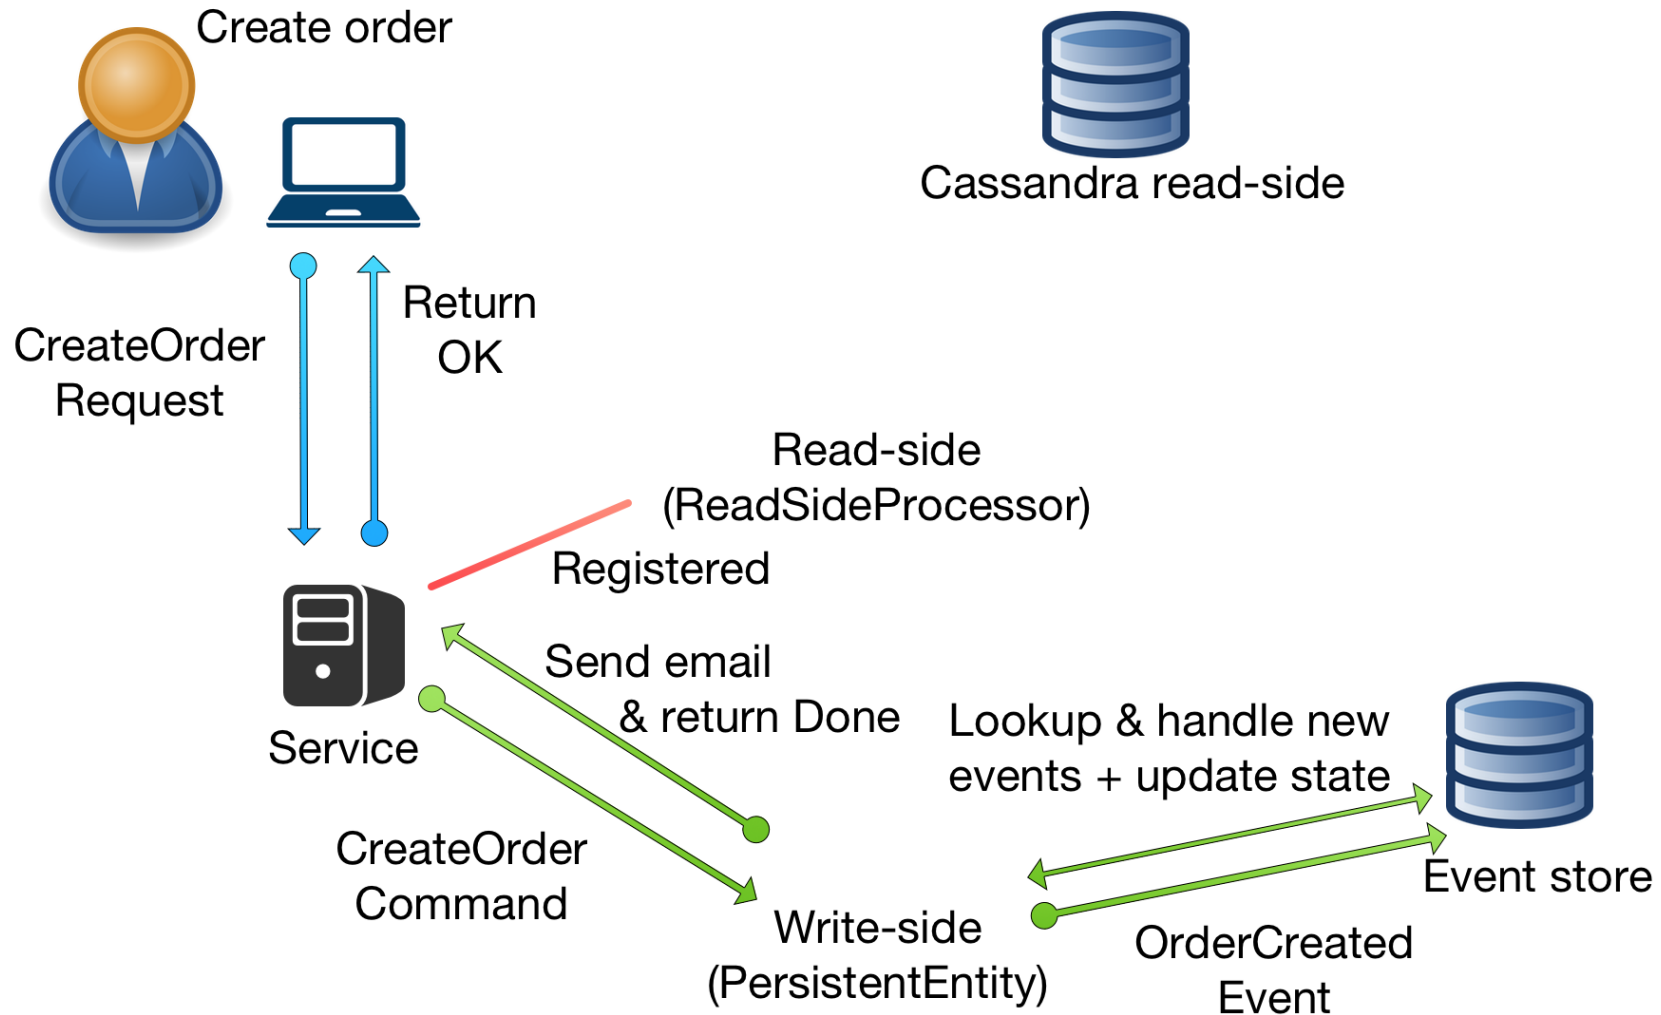 Create order
Cassandra read-side
CreateOrder
Request
Return
OK
Read-side
(ReadSideProcessor)
Registered
Service
Send email
& return Done
CreateOrder
Command
Lookup & handle new
events + update state
Event store
Write-side
(PersistentEntity)
OrderCreated
Event